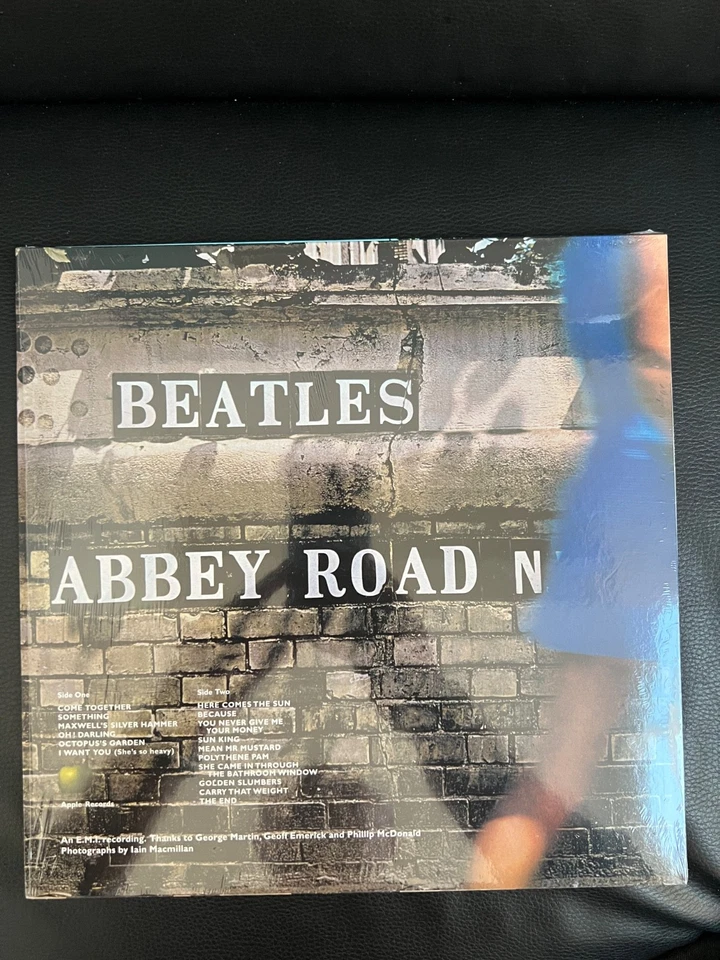 BEATLES
ABBEY ROAD N
Side One
COME TOGETHER
SOMETHING
MAXWELL'S SILVER HAMMER
OH! DARLING
OCTOPUS'S GARDEN
I WANT YOU (She's so heavy)
Side Two
HERE COMES THE SUN
BECAUSE
YOU NEVER GIVE ME
YOUR MONEY
SUN KING
MEAN MR MUSTARD
POLYTHENE PAM
SHE CAME IN THROUGH
THE BATHROOM WINDOW
GOLDEN SLUMBERS
CARRY THAT WEIGHT
THE END
Apple Records
An E.M.I. recording. Thanks to George Martin, Geoff Emerick and Phillip McDonald
Photographs by Iain Macmillan